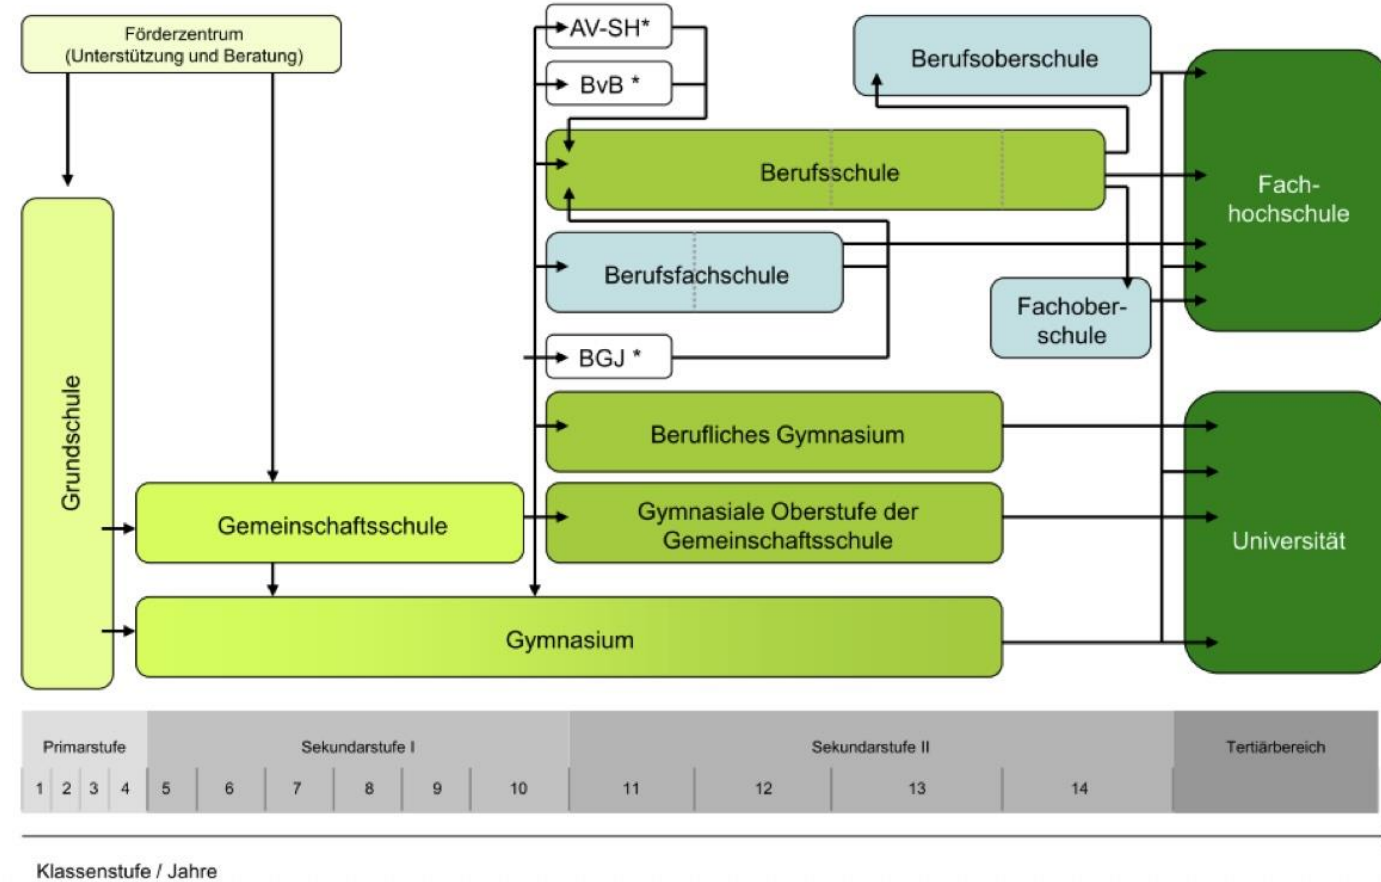 Förderzentrum
(Unterstützung und Beratung)
AV-SH*
BvB *
Berufsoberschule
Berufsschule
Fach-
hochschule
Berufsfachschule
Fachober-
schule
BGJ *
Grundschule
Berufliches Gymnasium
Gemeinschaftsschule
Gymnasiale Oberstufe der
Gemeinschaftsschule
Universität
Gymnasium
Primarstufe
Sekundarstufe I
Sekundarstufe II
Tertiärbereich
1 2 3 4 5 6 7 8 9 10 11 12 13 14
Klassenstufe / Jahre